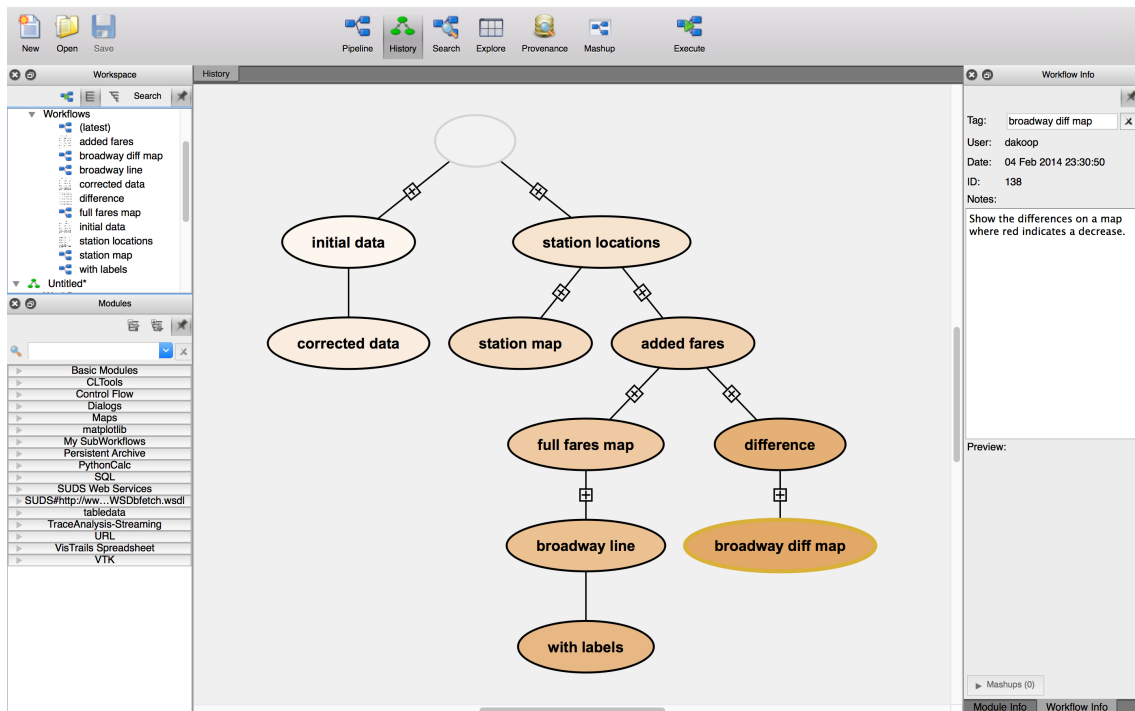 New Open Save Pipeline History Search Explore Provenance Mashup Execute
Workspace
Search
Workflows
(latest)
added fares
broadway diff map
broadway line
corrected data
difference
full fares map
initial data
station locations
station map
with labels
Untitled*
Modules
Basic Modules
CLTools
Control Flow
Dialogs
Maps
matplotlib
My SubWorkflows
Persistent Archive
PythonCalc
SQL
SUDS Web Services
SUDS#http://ww...WSDbfetch.wsdl
tabledata
TraceAnalysis-Streaming
URL
VisTrails Spreadsheet
VTK
History
initial data
station locations
corrected data
station map
added fares
full fares map
difference
broadway line
broadway diff map
with labels
Workflow Info
Tag: broadway diff map
User: dakoop
Date: 04 Feb 2014 23:30:50
ID: 138
Notes:
Show the differences on a map
where red indicates a decrease.
Preview:
Mashups (0)
Module Info Workflow Info